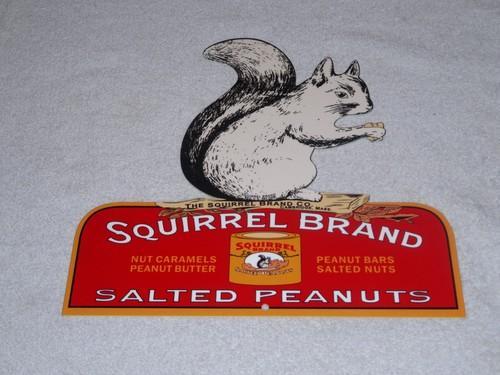 THE SQUIRREL BRAND CO.
SQUIRREL BRAND
NUT CARAMELS
PEANUT BUTTER
SQUIRREL
BRAND
PEANUT BARS
SALTED NUTS
SALTED PEANUTS